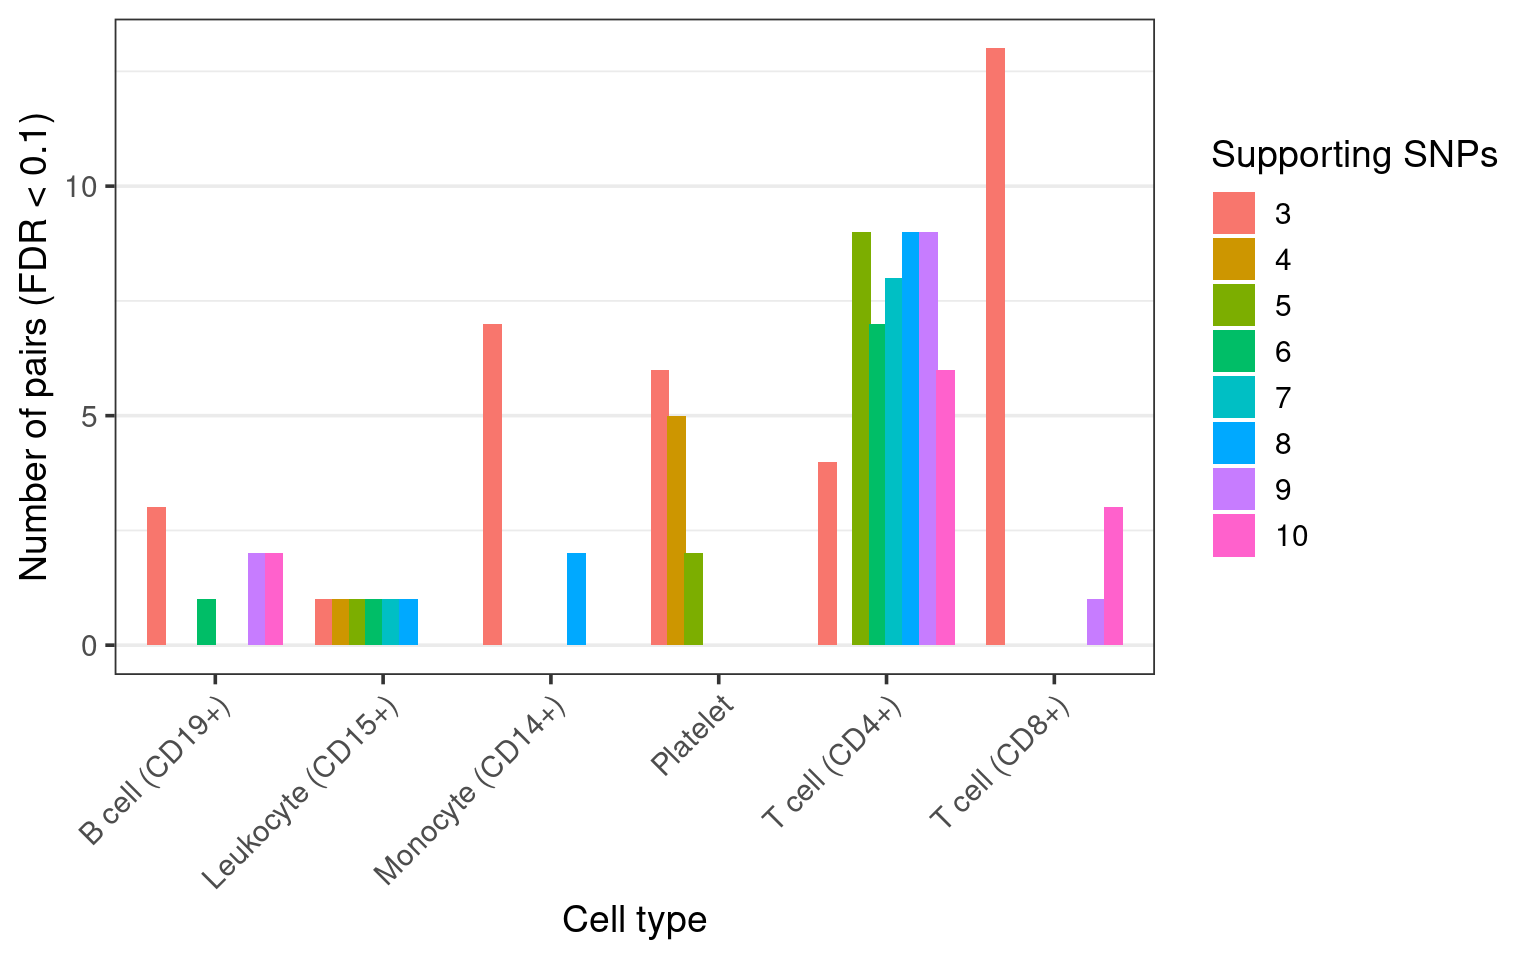 Number of pairs (FDR < 0.1)
10
5
0
B cell (CD19+)
Leukocyte (CD15+)
Monocyte (CD14+)
Platelet
T cell (CD4+)
T cell (CD8+)
Cell type
Supporting SNPs
3
4
5
6
7
8
9
10